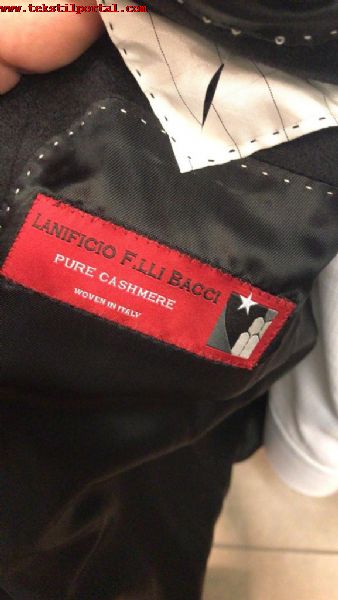 www.tekstilportal.com
LANIFICIO F.LLI BACCI
PURE CASHMERE
WOVEN IN ITALY